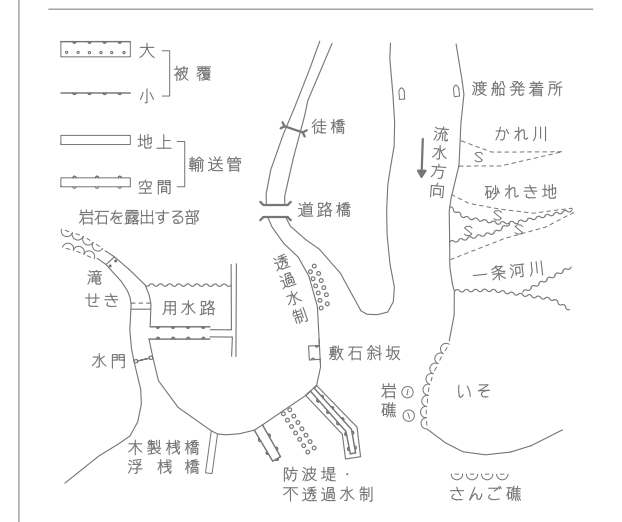 大
被覆
小
地上
輸送管
空間
岩石を露出する部
滝
せき
用水路
水門
木製桟橋
浮桟橋
徒橋
道路橋
透過水制
敷石斜坂
防波堤・
不透過水制
流水方向
渡船発着所
かれ川
砂れき地
一条河川
岩礁
いそ
さんご礁